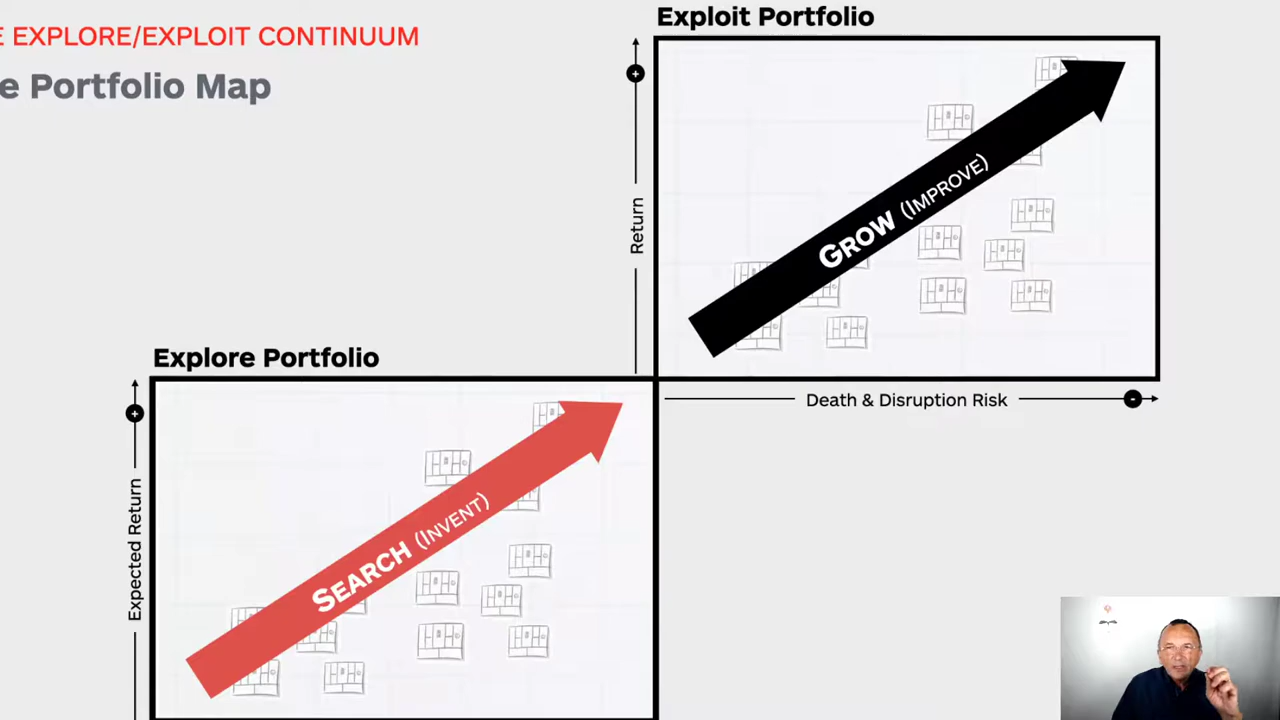 E EXPLORE/EXPLOIT CONTINUUM
e Portfolio Map
Exploit Portfolio
+
Return
GROW (IMPROVE)
Death & Disruption Risk
-
Explore Portfolio
+
Expected Return
SEARCH (INVENT)